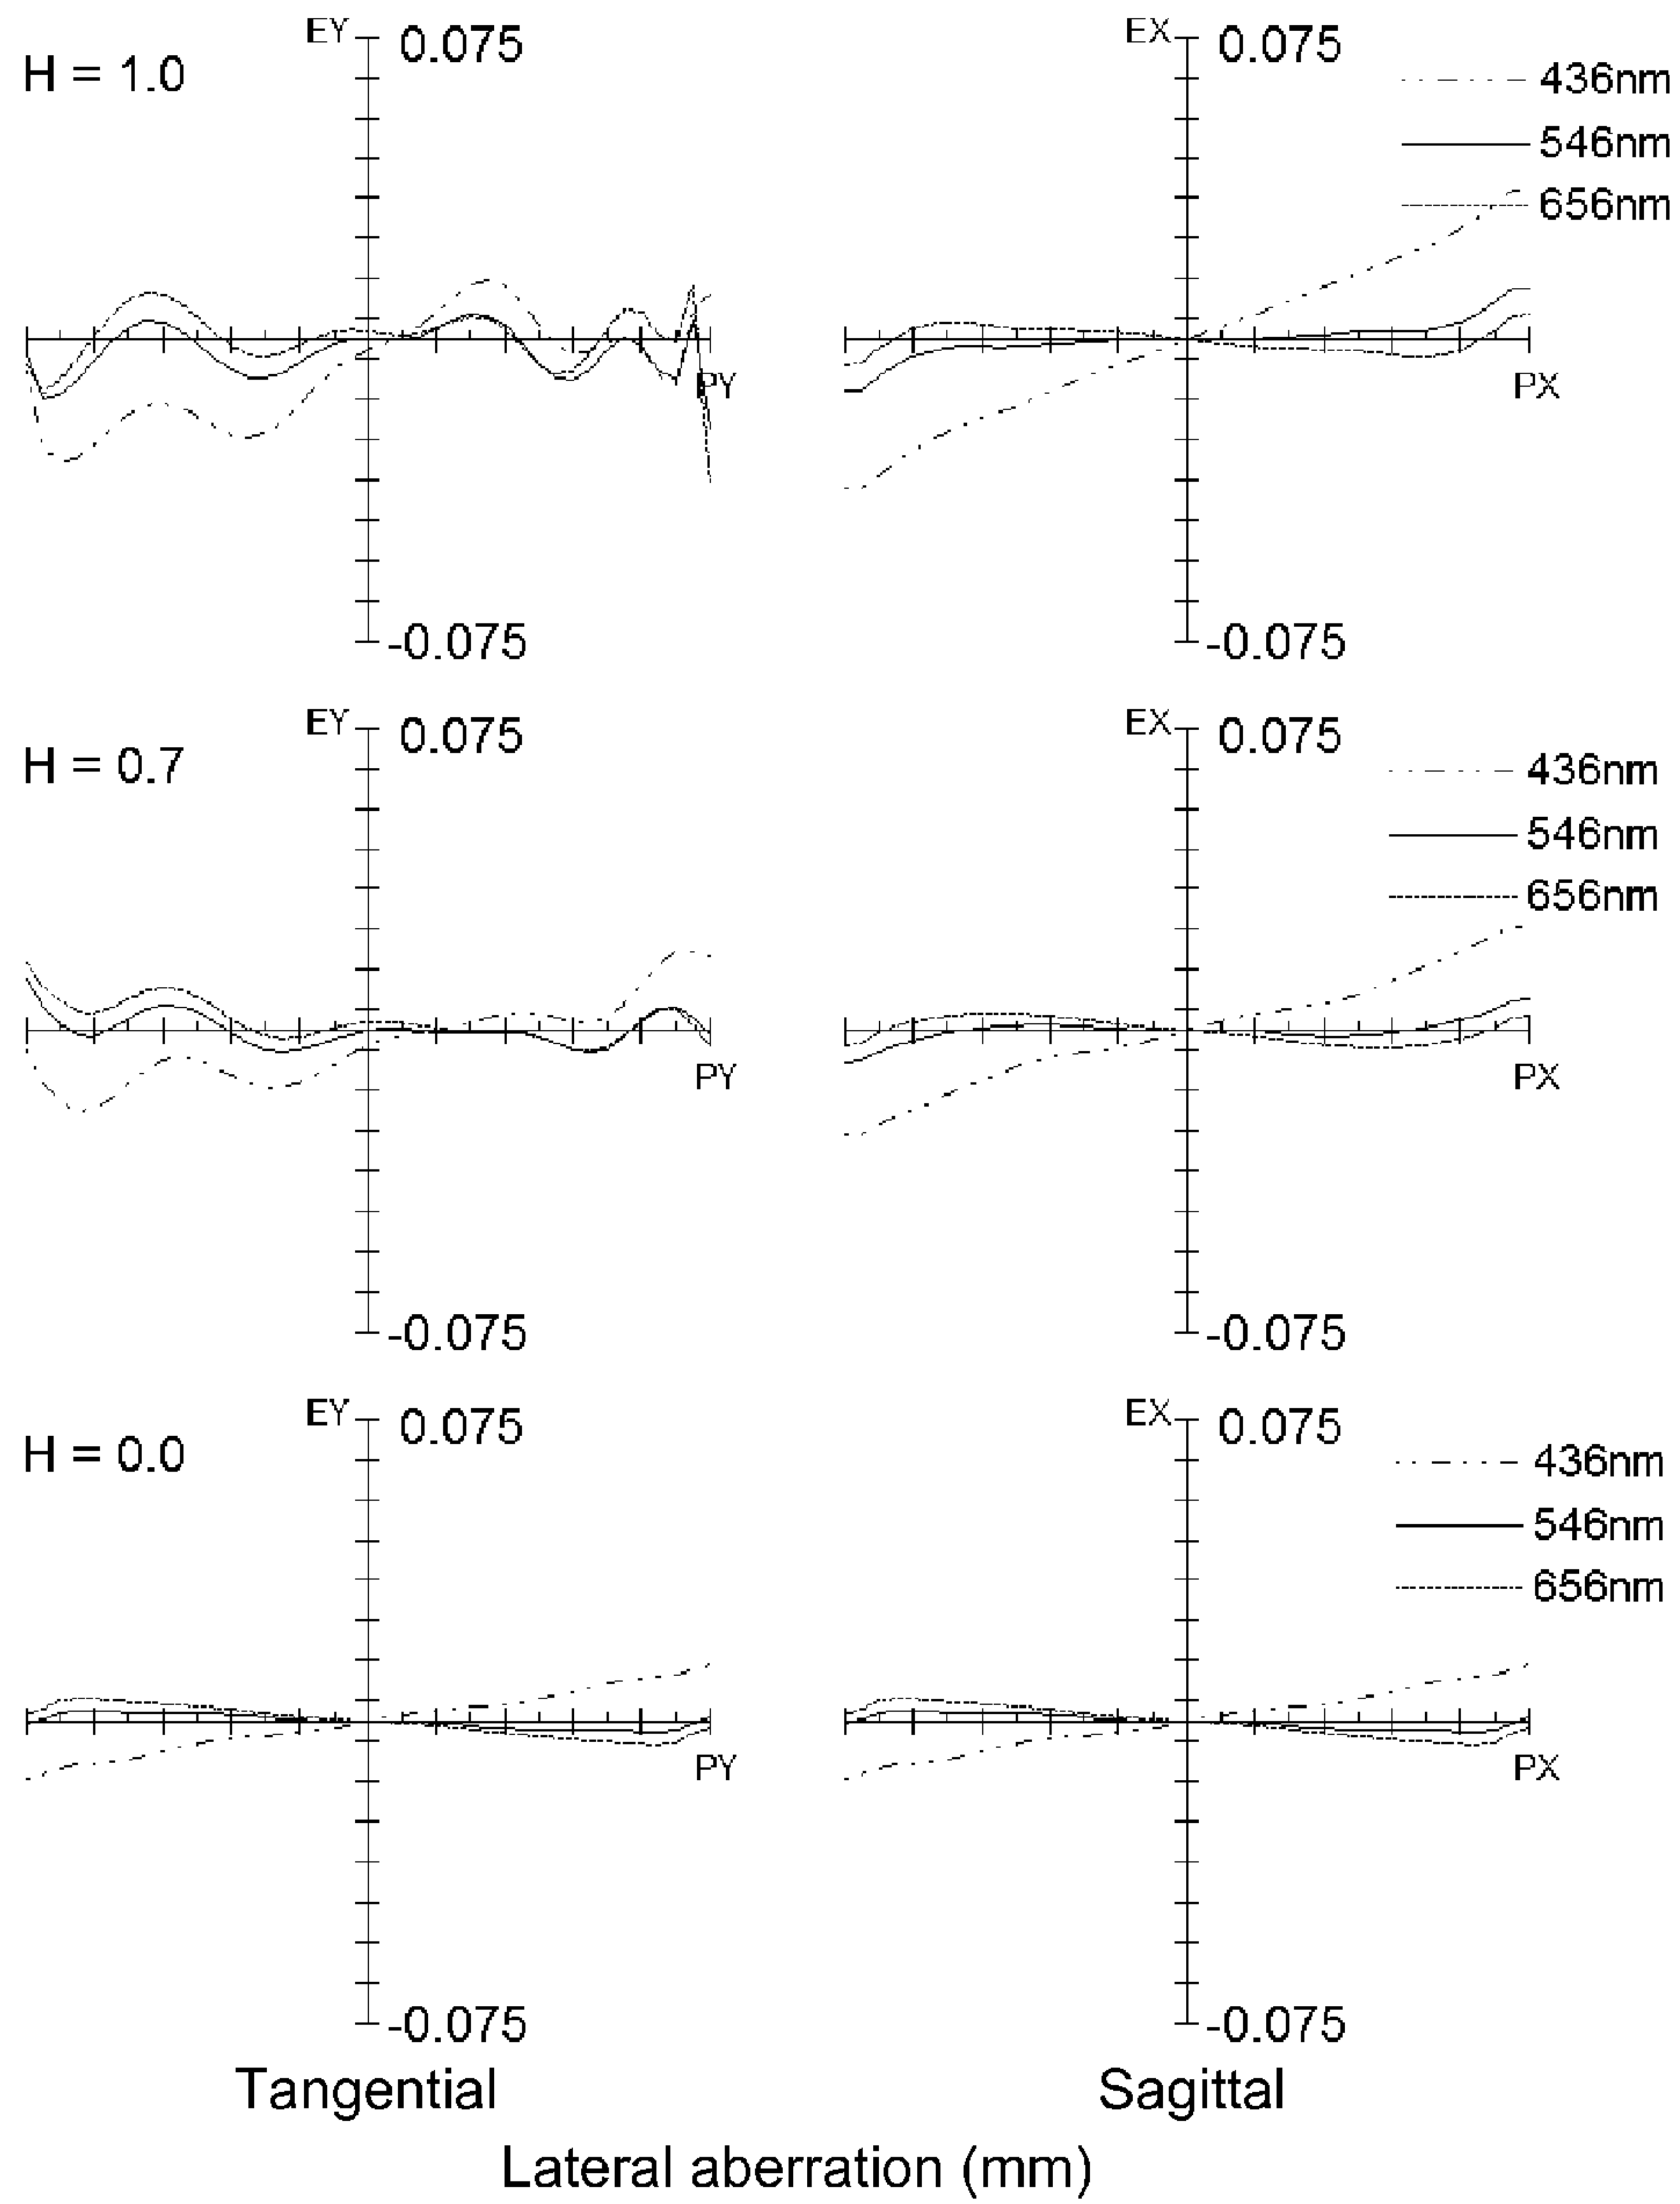 EY 0.075
EX 0.075
H = 1.0
436nm
546nm
656nm
PY
PX
-0.075
-0.075
EY 0.075
EX 0.075
H = 0.7
436nm
546nm
656nm
PY
PX
-0.075
-0.075
EY 0.075
EX 0.075
H = 0.0
436nm
546nm
656nm
PY
PX
-0.075
-0.075
Tangential
Sagittal
Lateral aberration (mm)